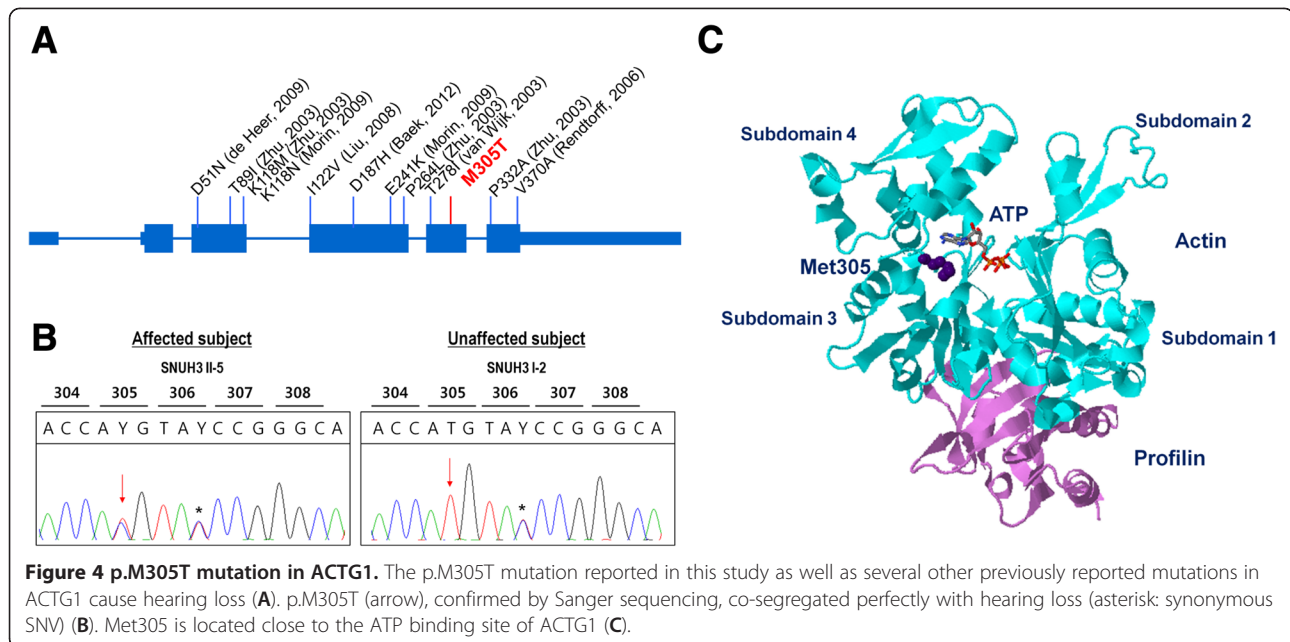 A
D51N (de Heer, 2009)
T89I (Zhu, 2003)
K118M (Zhu, 2003)
K118N (Morin, 2009)
I122V (Liu, 2008)
D187H (Baek, 2012)
E241K (Morin, 2009)
P264L (Zhu, 2003)
T278I (van Wijk, 2003)
M305T
P332A (Zhu, 2003)
V370A (Rendtorff, 2006)
B
Affected subject
SNUH3 II-5
304 305 306 307 308
A C C A Y G T A Y C C G G G C A
*
Unaffected subject
SNUH3 I-2
304 305 306 307 308
A C C A T G T A Y C C G G G C A
*
C
Subdomain 4
Subdomain 2
ATP
Actin
Met305
Subdomain 3
Subdomain 1
Profilin
Figure 4 p.M305T mutation in ACTG1. The p.M305T mutation reported in this study as well as several other previously reported mutations in
ACTG1 cause hearing loss (A). p.M305T (arrow), confirmed by Sanger sequencing, co-segregated perfectly with hearing loss (asterisk: synonymous
SNV) (B). Met305 is located close to the ATP binding site of ACTG1 (C).